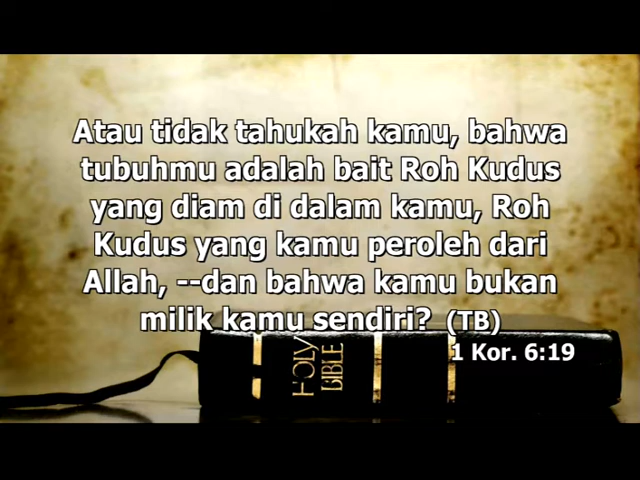 Atau tidak tahukah kamu, bahwa
tubuhmu adalah bait Roh Kudus
yang diam di dalam kamu, Roh
Kudus yang kamu peroleh dari
Allah, --dan bahwa kamu bukan
milik kamu sendiri? (TB)
1 Kor. 6:19
HOLY
BIBLE